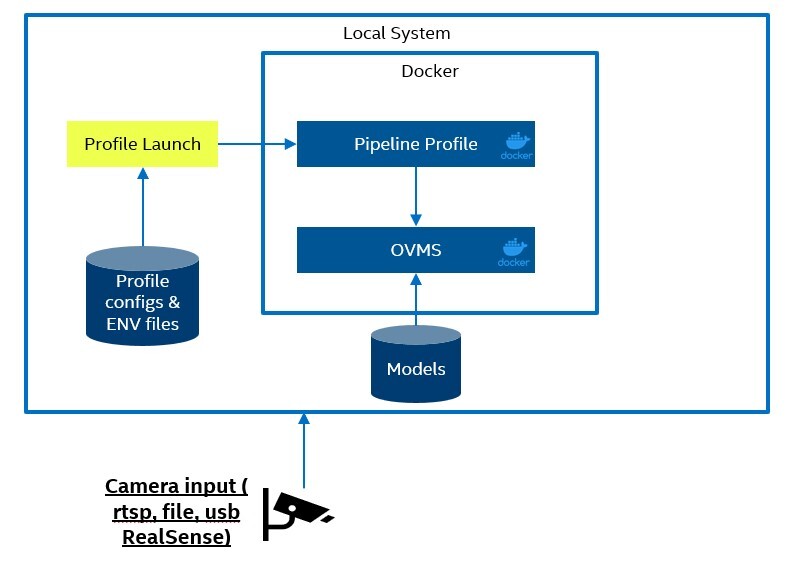 Local System
Docker
Profile Launch
Pipeline Profile
docker
OVMS
docker
Profile
configs &
ENV files
Models
Camera input (
rtsp, file, usb
RealSense)